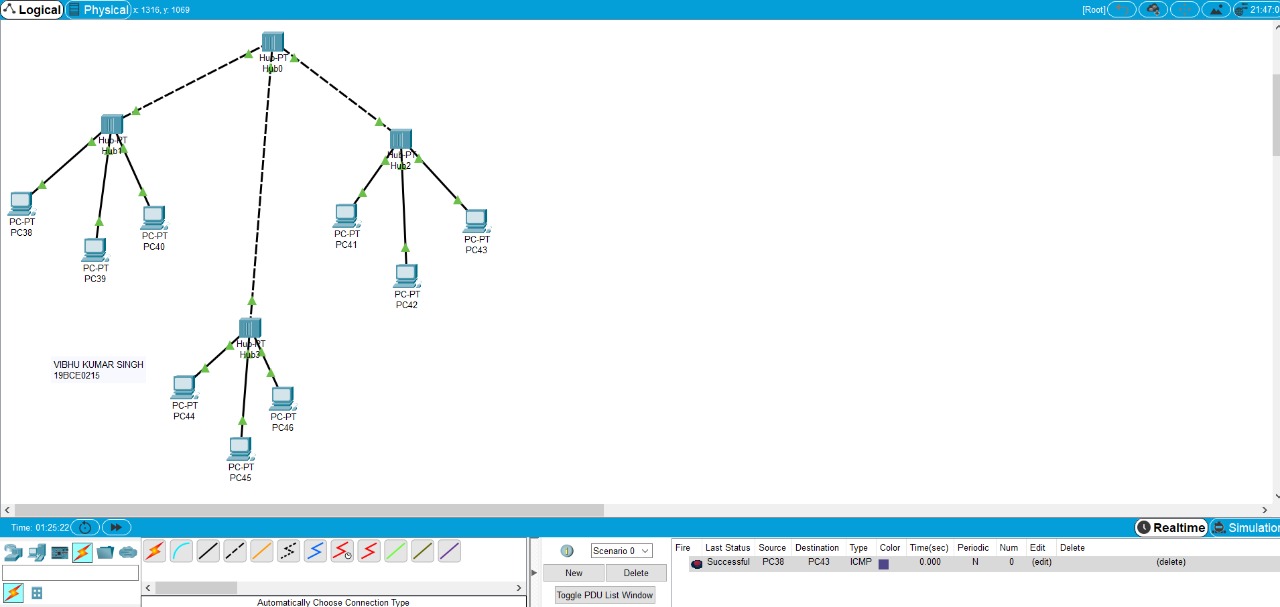 Logical
Physical
x: 1316, y: 1069
[Root]
21:47:0
Hub-PT
Hub0
Hub-PT
Hub1
Hub-PT
Hub2
PC-PT
PC38
PC-PT
PC39
PC-PT
PC40
PC-PT
PC41
PC-PT
PC42
PC-PT
PC43
Hub-PT
Hub3
VIBHU KUMAR SINGH
19BCE0215
PC-PT
PC44
PC-PT
PC46
PC-PT
PC45
Time: 01:25:22
Realtime
Simulation
Scenario 0
New
Delete
Toggle PDU List Window
Automatically Choose Connection Type
Fire Last Status Source Destination Type Color Time(sec) Periodic Num Edit Delete
Successful PC38 PC43 ICMP 0.000 N 0 (edit) (delete)